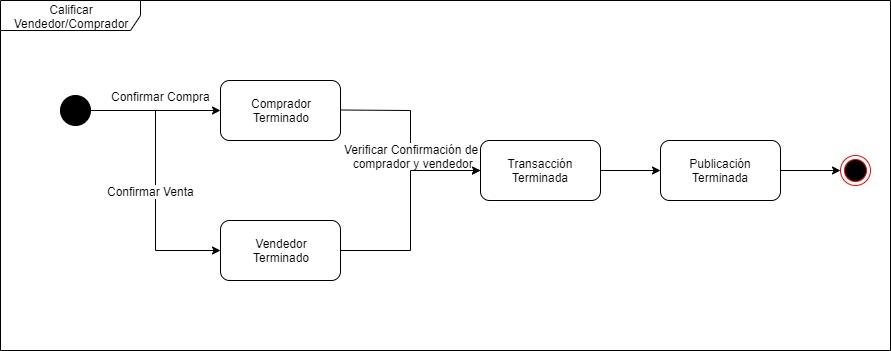 Calificar
Vendedor/Comprador
Confirmar Compra
Comprador
Terminado
Verificar Confirmación de
comprador y vendedor
Transacción
Terminada
Publicación
Terminada
Confirmar Venta
Vendedor
Terminado